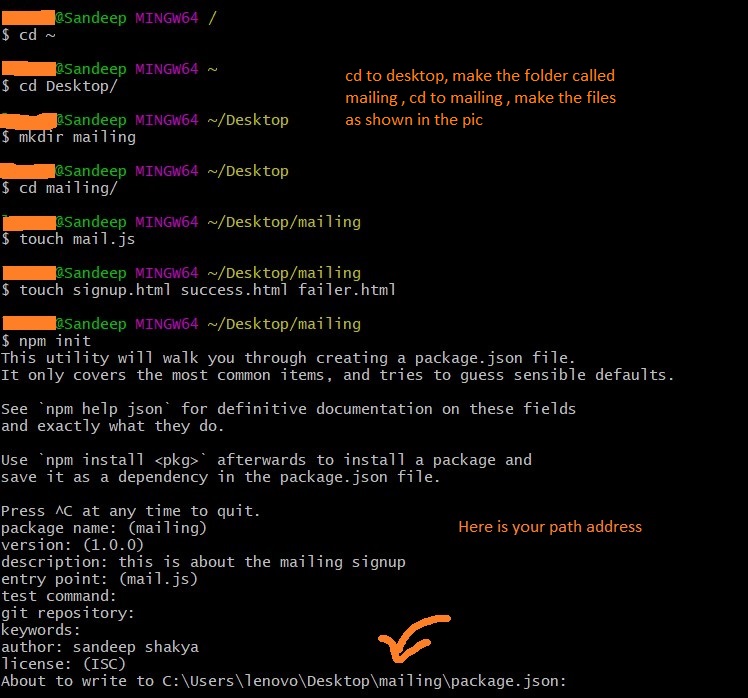 @Sandeep MINGW64 /
$ cd ~
@Sandeep MINGW64 ~
$ cd Desktop/
cd to desktop, make the folder called
mailing , cd to mailing , make the files
as shown in the pic
@Sandeep MINGW64 ~/Desktop
$ mkdir mailing
@Sandeep MINGW64 ~/Desktop
$ cd mailing/
@Sandeep MINGW64 ~/Desktop/mailing
$ touch mail.js
@Sandeep MINGW64 ~/Desktop/mailing
$ touch signup.html success.html failer.html
@Sandeep MINGW64 ~/Desktop/mailing
$ npm init
This utility will walk you through creating a package.json file.
It only covers the most common items, and tries to guess sensible defaults.
See `npm help json` for definitive documentation on these fields
and exactly what they do.
Use `npm install <pkg>` afterwards to install a package and
save it as a dependency in the package.json file.
Press ^C at any time to quit.
package name: (mailing)
Here is your path address
version: (1.0.0)
description: this is about the mailing signup
entry point: (mail.js)
test command:
git repository:
keywords:
author: sandeep shakya
license: (ISC)
About to write to C:\Users\lenovo\Desktop\mailing\package.json: